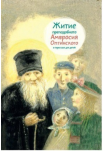 Житие
преподобного
Амвросия
Оптинского
в пересказе для детей